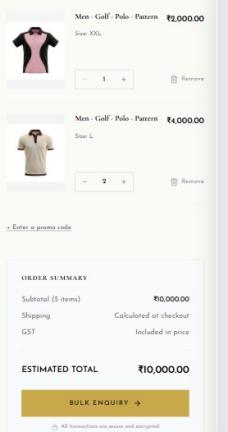 Men - Golf - Polo - Pattern ₹2,000.00
Size: XXL
− 1 + Remove
Men - Golf - Polo - Pattern ₹4,000.00
Size: L
− 2 + Remove
+ Enter a promo code
ORDER SUMMARY
Subtotal (5 items) ₹10,000.00
Shipping Calculated at checkout
GST Included in price
ESTIMATED TOTAL ₹10,000.00
BULK ENQUIRY →
All transactions are secure and encrypted